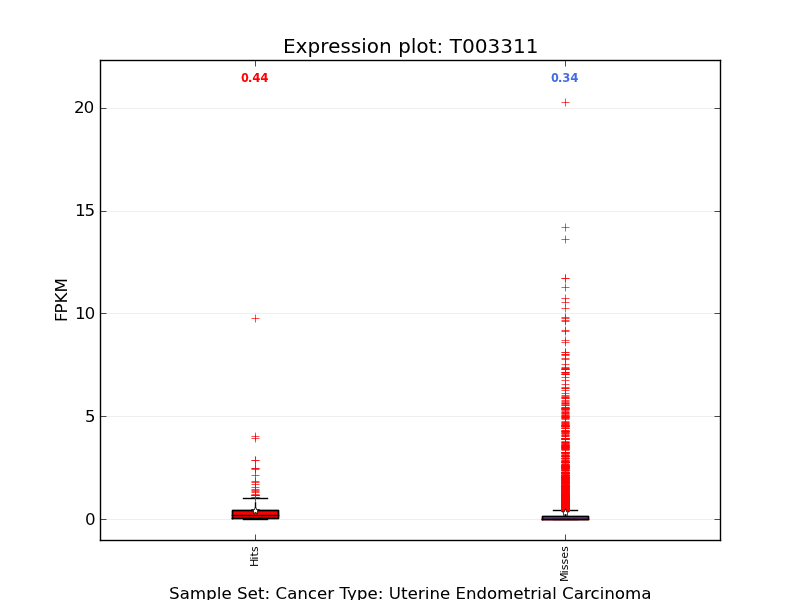 Expression plot: T003311
0.44
0.34
20
15
10
5
0
FPKM
Hits
Misses
Sample Set: Cancer Type: Uterine Endometrial Carcinoma